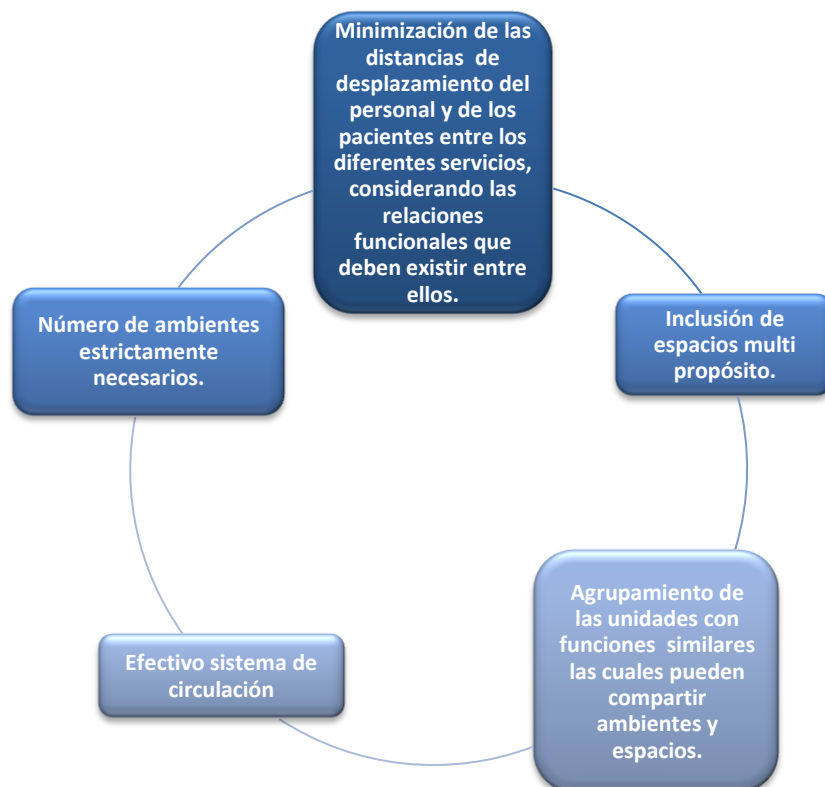 Minimización de las
distancias de
desplazamiento del
personal y de los
pacientes entre los
diferentes servicios,
considerando las
relaciones
funcionales que
deben existir entre
ellos.
Inclusión de
espacios multi
propósito.
Agrupamiento de
las unidades con
funciones similares
las cuales pueden
compartir
ambientes y
espacios.
Efectivo sistema de
circulación
Número de ambientes
estrictamente
necesarios.